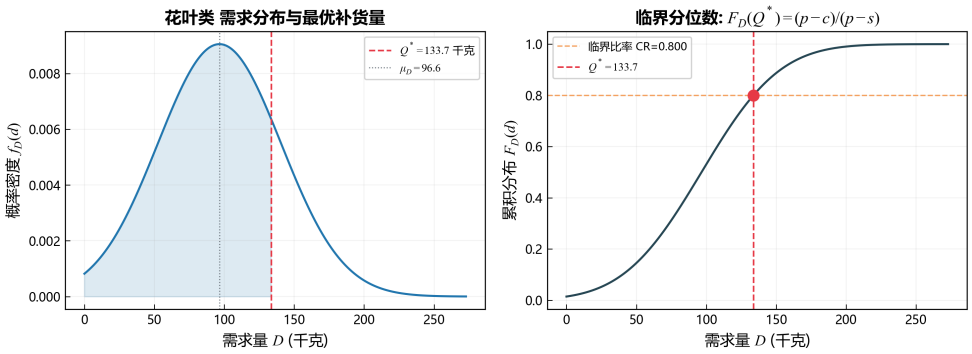 花叶类 需求分布与最优补货量
Q* = 133.7 千克
μ_D = 96.6
概率密度 f_D(d)
0.008
0.006
0.004
0.002
0.000
0 50 100 150 200 250
需求量 D (千克)
临界分位数: F_D(Q*) = (p − c)/(p − s)
临界比率 CR=0.800
Q* = 133.7
累积分布 F_D(d)
1.0
0.8
0.6
0.4
0.2
0.0
0 50 100 150 200 250
需求量 D (千克)